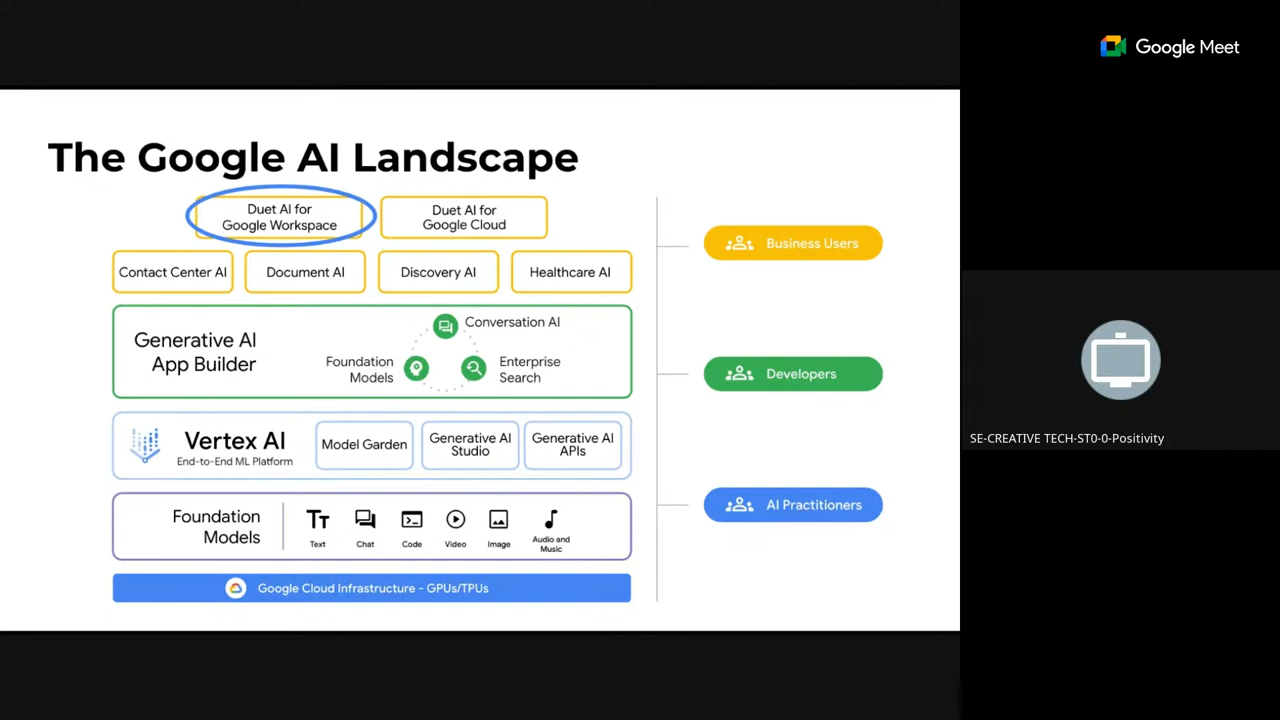 Google Meet
The Google AI Landscape
Duet AI for
Google Workspace
Duet AI for
Google Cloud
Contact Center AI
Document AI
Discovery AI
Healthcare AI
Generative AI
App Builder
Conversation AI
Foundation
Models
Enterprise
Search
Vertex AI
End-to-End ML Platform
Model Garden
Generative AI
Studio
Generative AI
APIs
Foundation
Models
Text
Chat
Code
Video
Image
Audio and
Music
Google Cloud Infrastructure - GPUs/TPUs
Business Users
Developers
AI Practitioners
SE-CREATIVE TECH-ST0-0-Positivity